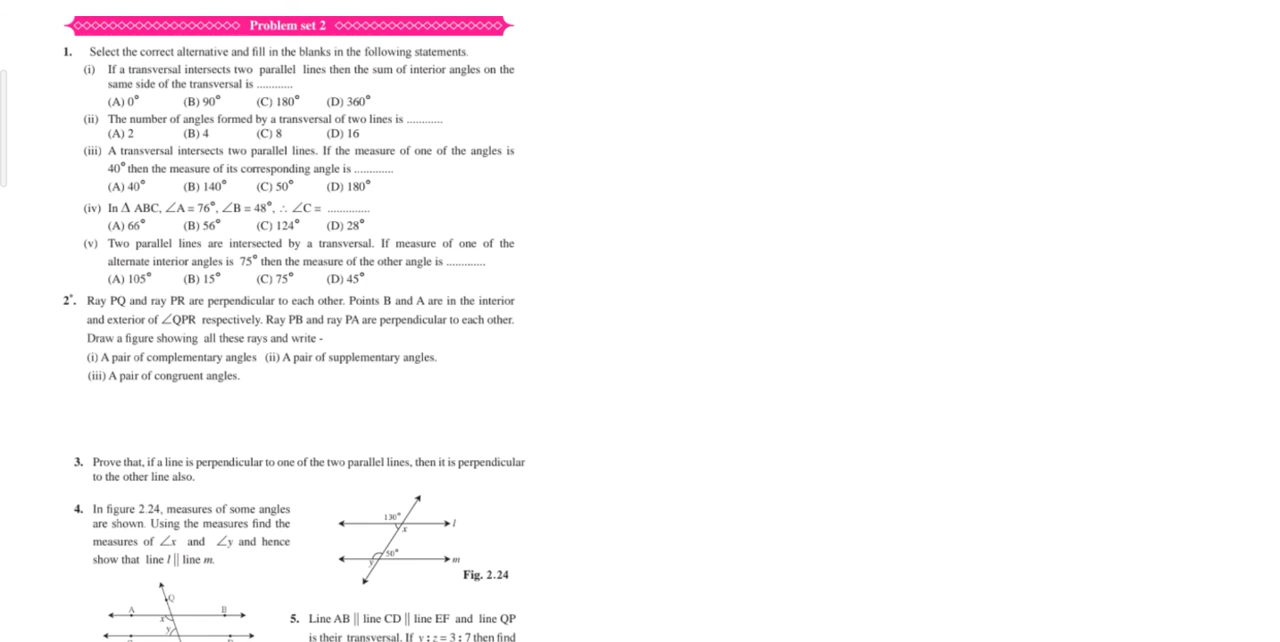 Problem set 2
1. Select the correct alternative and fill in the blanks in the following statements.
(i) If a transversal intersects two parallel lines then the sum of interior angles on the
same side of the transversal is ............
(A) 0° (B) 90° (C) 180° (D) 360°
(ii) The number of angles formed by a transversal of two lines is ............
(A) 2 (B) 4 (C) 8 (D) 16
(iii) A transversal intersects two parallel lines. If the measure of one of the angles is
40° then the measure of its corresponding angle is .............
(A) 40° (B) 140° (C) 50° (D) 180°
(iv) In Δ ABC, ∠A = 76°, ∠B = 48°, ∴ ∠C = ..............
(A) 66° (B) 56° (C) 124° (D) 28°
(v) Two parallel lines are intersected by a transversal. If measure of one of the
alternate interior angles is 75° then the measure of the other angle is .............
(A) 105° (B) 15° (C) 75° (D) 45°
2*. Ray PQ and ray PR are perpendicular to each other. Points B and A are in the interior
and exterior of ∠QPR respectively. Ray PB and ray PA are perpendicular to each other.
Draw a figure showing all these rays and write -
(i) A pair of complementary angles (ii) A pair of supplementary angles.
(iii) A pair of congruent angles.
3. Prove that, if a line is perpendicular to one of the two parallel lines, then it is perpendicular
to the other line also.
4. In figure 2.24, measures of some angles
are shown. Using the measures find the
measures of ∠x and ∠y and hence
show that line l || line m.
130°
x
l
50°
y
m
Fig. 2.24
Q
A
B
x
y
5. Line AB || line CD || line EF and line QP
is their transversal. If y : z = 3 : 7 then find